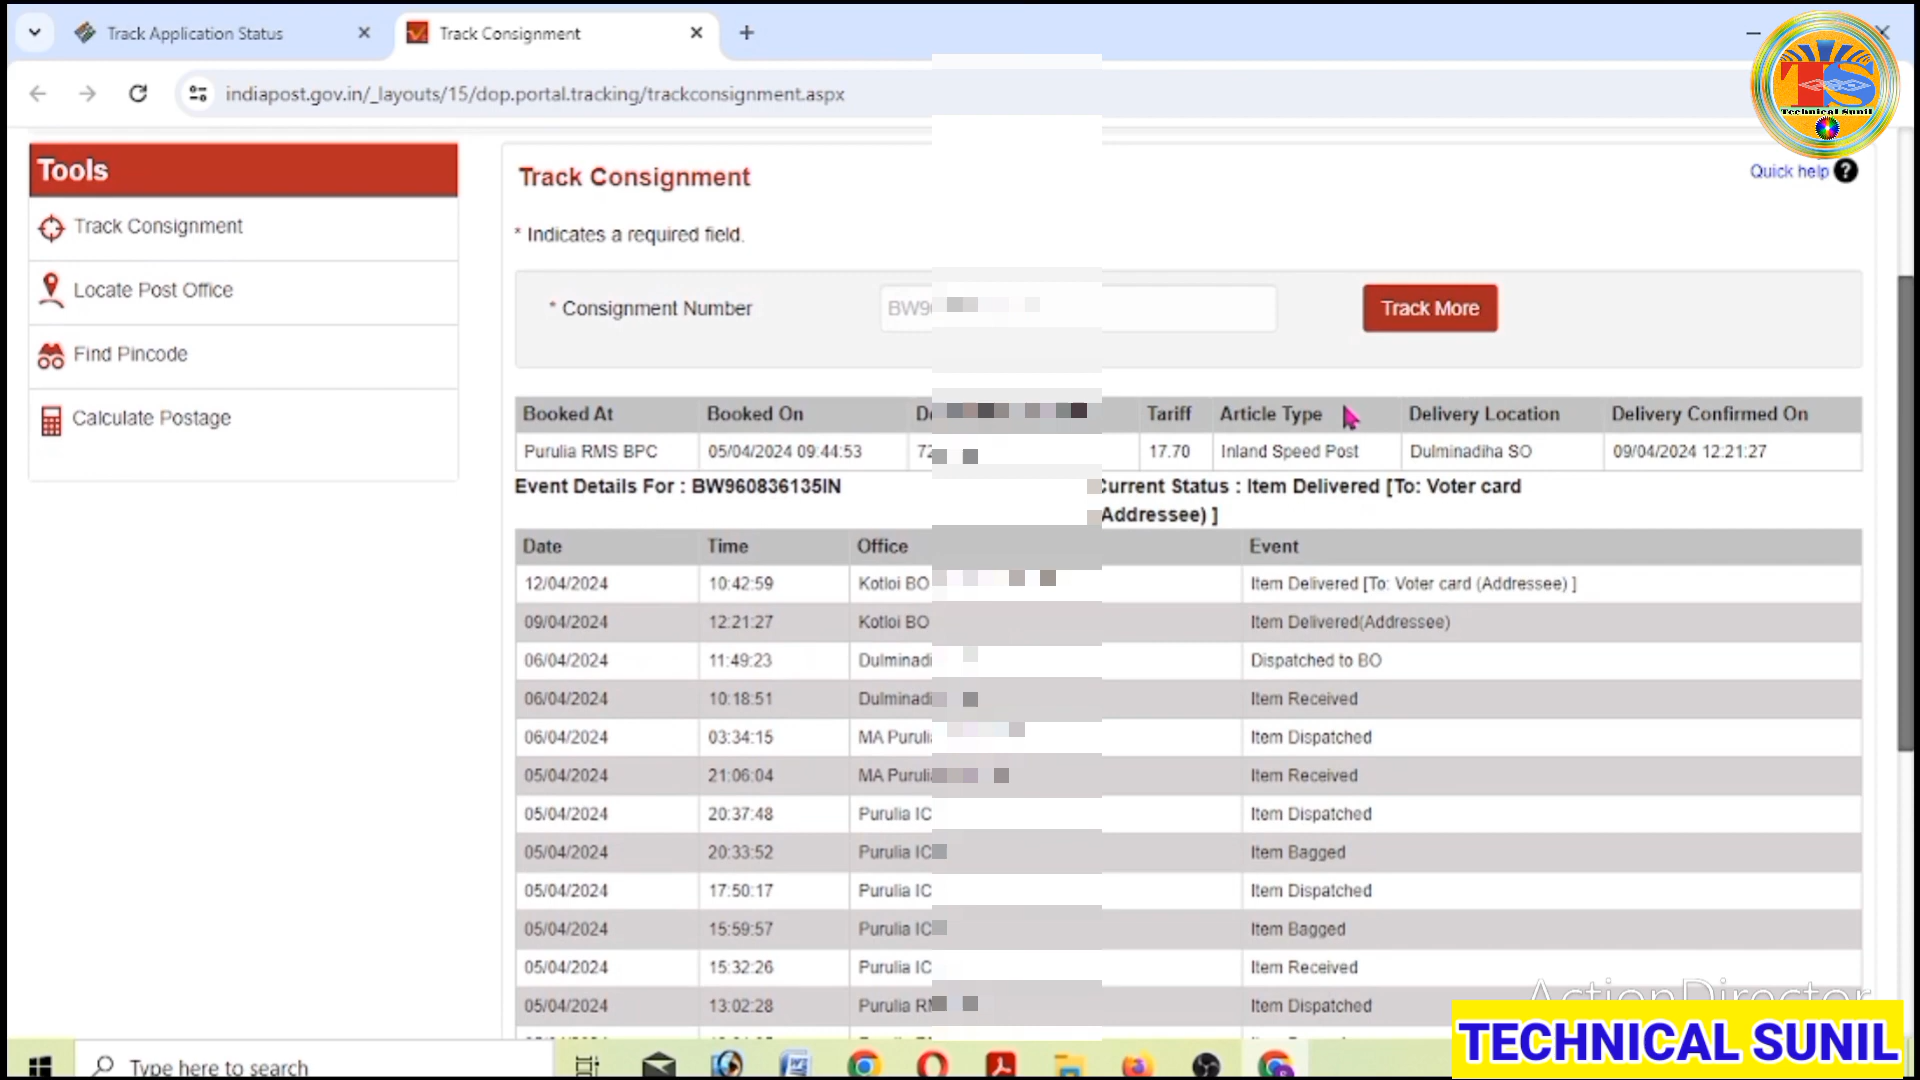 Track Application Status
Track Consignment
indiapost.gov.in/_layouts/15/dop.portal.tracking/trackconsignment.aspx
TS
Technical Sunil
Tools
Track Consignment
Locate Post Office
Find Pincode
Calculate Postage
Track Consignment
Quick help ?
* Indicates a required field.
* Consignment Number
Track More
Booked At Booked On Tariff Article Type Delivery Location Delivery Confirmed On
Purulia RMS BPC 05/04/2024 09:44:53 17.70 Inland Speed Post Dulminadiha SO 09/04/2024 12:21:27
Event Details For : BW960836135IN Current Status : Item Delivered [To: Voter card
(Addressee) ]
Date Time Office Event
12/04/2024 10:42:59 Kotloi BO Item Delivered [To: Voter card (Addressee) ]
09/04/2024 12:21:27 Kotloi BO Item Delivered(Addressee)
06/04/2024 11:49:23 Dispatched to BO
06/04/2024 10:18:51 Item Received
06/04/2024 03:34:15 MA Item Dispatched
05/04/2024 21:06:04 MA Item Received
05/04/2024 20:37:48 Purulia Item Dispatched
05/04/2024 20:33:52 Purulia Item Bagged
05/04/2024 17:50:17 Purulia Item Dispatched
05/04/2024 15:59:57 Purulia Item Bagged
05/04/2024 15:32:26 Purulia Item Received
05/04/2024 13:02:28 Purulia Item Dispatched
ActionDirector
TECHNICAL SUNIL
Type here to search